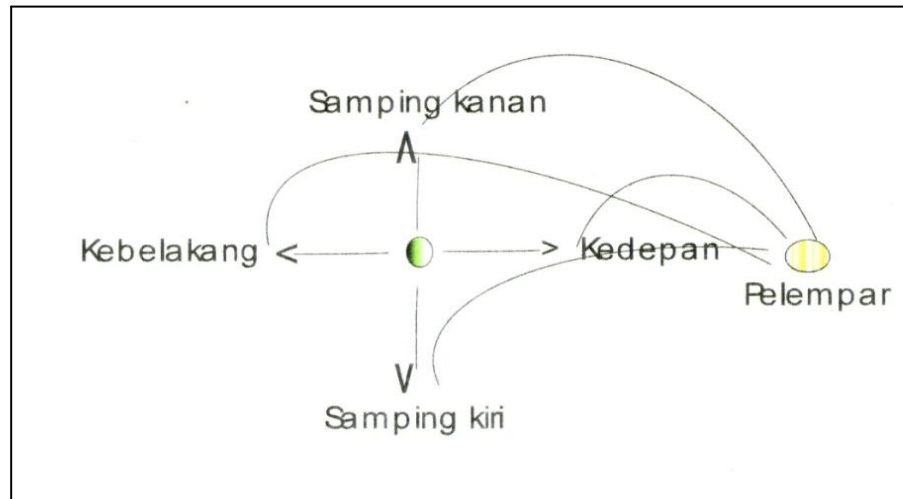 Samping kanan
Kebelakang
Kedepan
Pelempar
Samping kiri